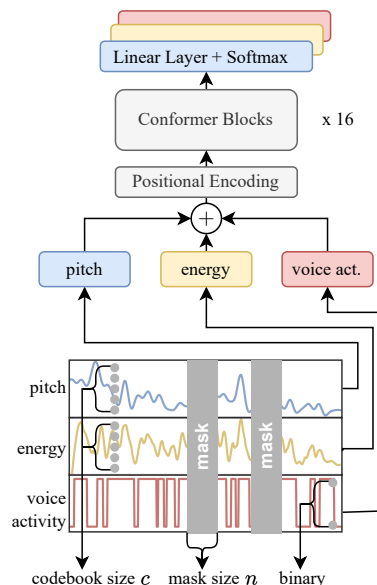 Linear Layer + Softmax
Conformer Blocks
x 16
Positional Encoding
+
pitch
energy
voice act.
pitch
energy
voice
activity
mask
mask
codebook size c
mask size n
binary